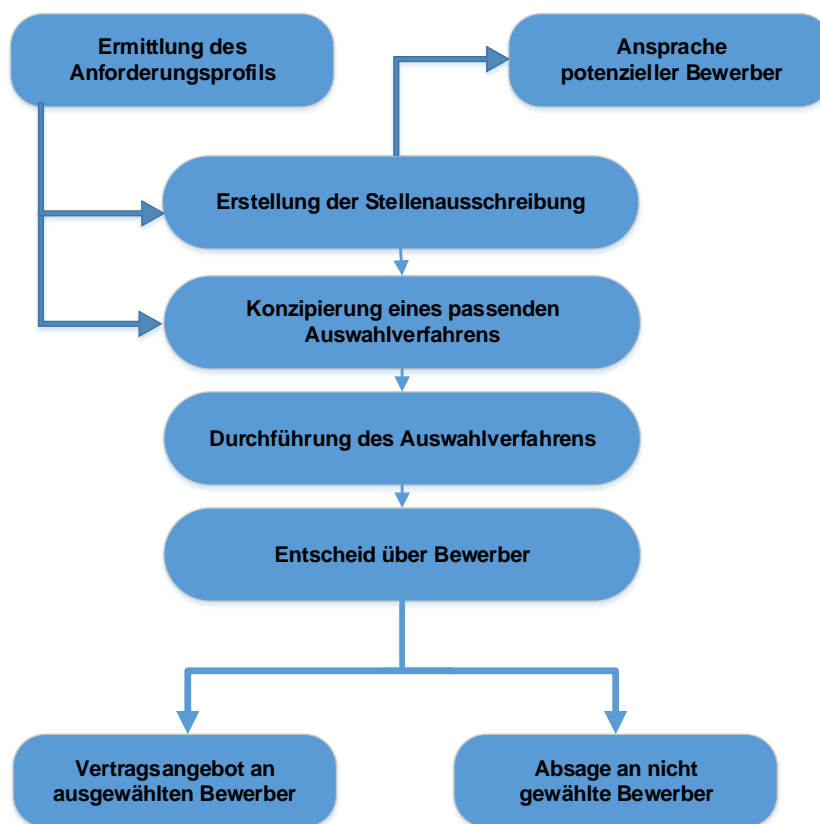 Ermittlung des
Anforderungsprofils
Ansprache
potenzieller Bewerber
Erstellung der Stellenausschreibung
Konzipierung eines passenden
Auswahlverfahrens
Durchführung des Auswahlverfahrens
Entscheid über Bewerber
Vertragsangebot an
ausgewählten Bewerber
Absage an nicht
gewählte Bewerber